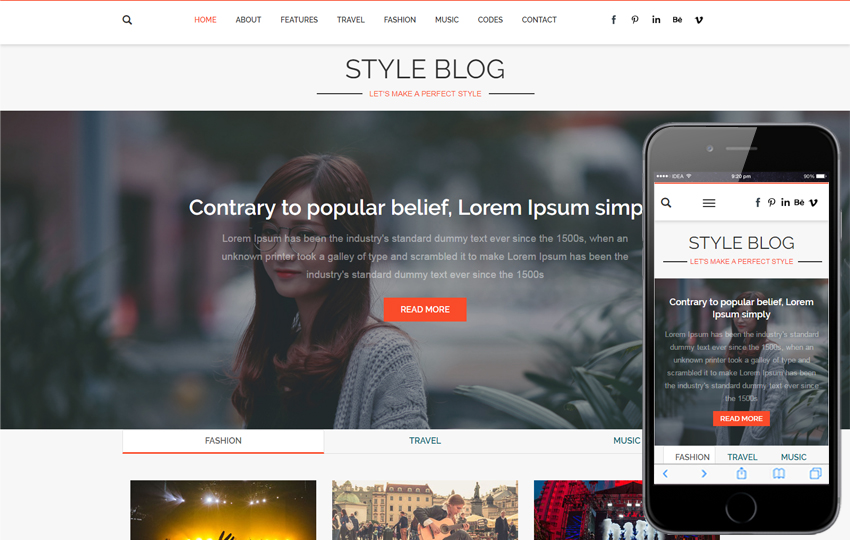 HOME ABOUT FEATURES TRAVEL FASHION MUSIC CODES CONTACT
STYLE BLOG
LET'S MAKE A PERFECT STYLE
Contrary to popular belief, Lorem Ipsum simp
Lorem Ipsum has been the industry's standard dummy text ever since the 1500s, when an
unknown printer took a galley of type and scrambled it to make Lorem Ipsum has been the
industry's standard dummy text ever since the 1500s
READ MORE
FASHION TRAVEL MUSIC
IDEA 9:20 pm 90%
STYLE BLOG
LET'S MAKE A PERFECT STYLE
Contrary to popular belief, Lorem
Ipsum simply
Lorem Ipsum has been the industry's standard
dummy text ever since the 1500s, when an
unknown printer took a galley of type and
scrambled it to make Lorem Ipsum has been
the industry's standard dummy text ever since
the 1500s
READ MORE
FASHION TRAVEL MUSIC